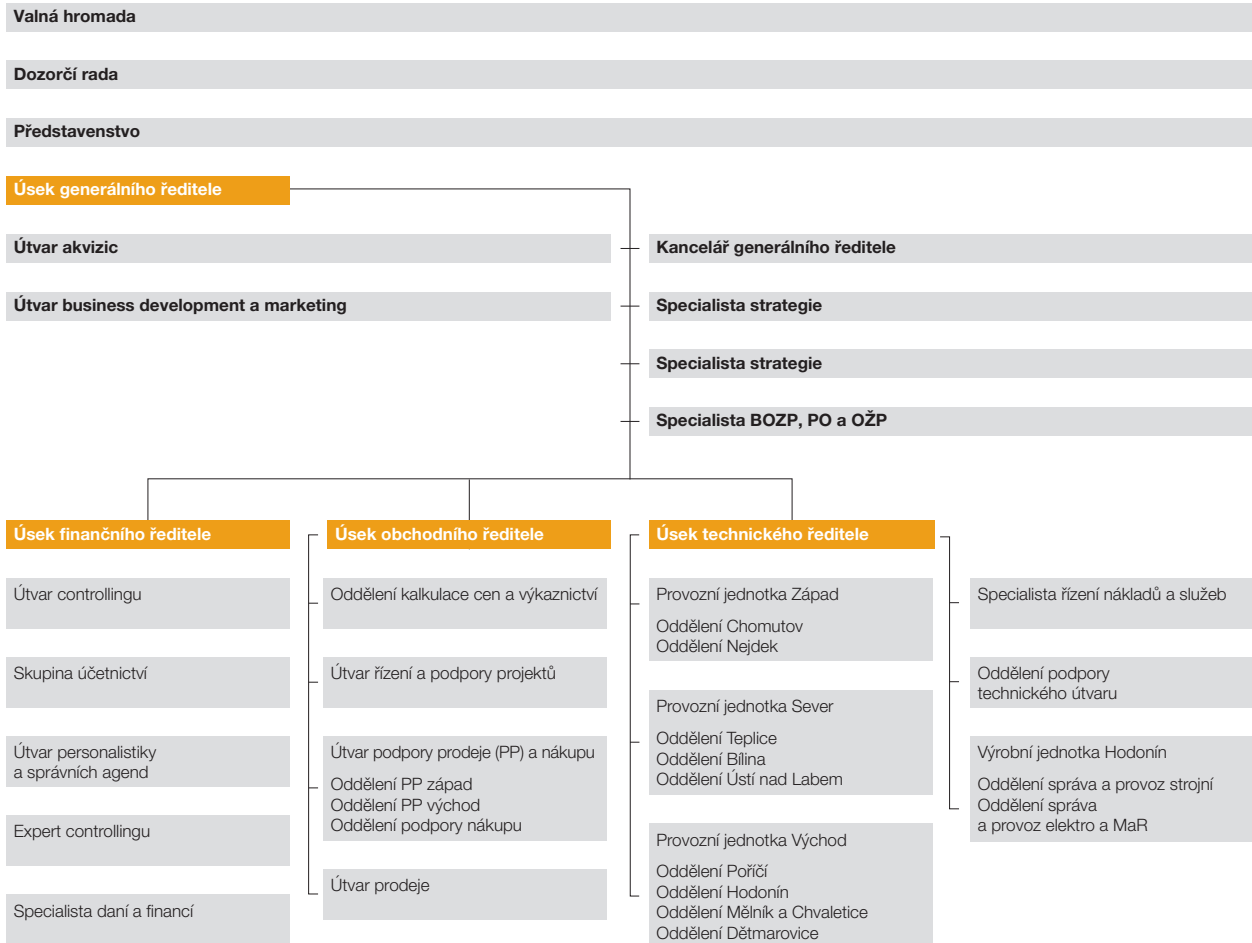 Valná hromada
Dozorčí rada
Představenstvo
Úsek generálního ředitele
Útvar akvizic
Kancelář generálního ředitele
Útvar business development a marketing
Specialista strategie
Specialista strategie
Specialista BOZP, PO a OŽP
Úsek finančního ředitele
Útvar controllingu
Skupina účetnictví
Útvar personalistiky
a správních agend
Expert controllingu
Specialista daní a financí
Úsek obchodního ředitele
Oddělení kalkulace cen a výkaznictví
Útvar řízení a podpory projektů
Útvar podpory prodeje (PP) a nákupu
Oddělení PP západ
Oddělení PP východ
Oddělení podpory nákupu
Útvar prodeje
Úsek technického ředitele
Provozní jednotka Západ
Oddělení Chomutov
Oddělení Nejdek
Provozní jednotka Sever
Oddělení Teplice
Oddělení Bílina
Oddělení Ústí nad Labem
Provozní jednotka Východ
Oddělení Poříčí
Oddělení Hodonín
Oddělení Mělník a Chvaletice
Oddělení Dětmarovice
Specialista řízení nákladů a služeb
Oddělení podpory
technického útvaru
Výrobní jednotka Hodonín
Oddělení správa a provoz strojní
Oddělení správa
a provoz elektro a MaR